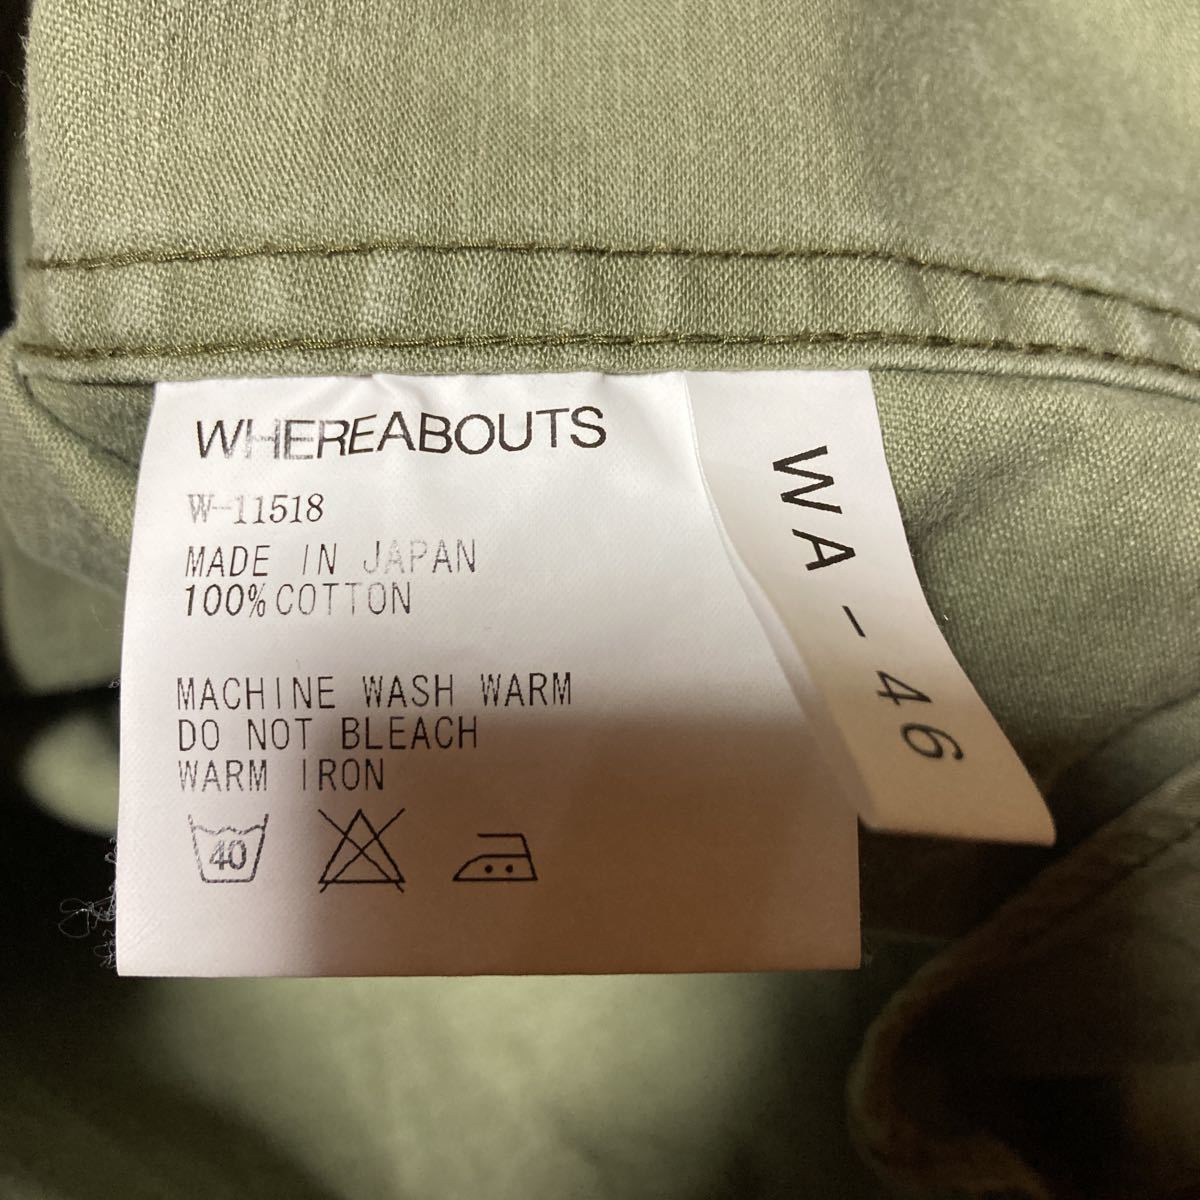 WHEREABOUTS
W-11518
MADE IN JAPAN
100% COTTON
MACHINE WASH WARM
DO NOT BLEACH
WARM IRON
40
WA-46